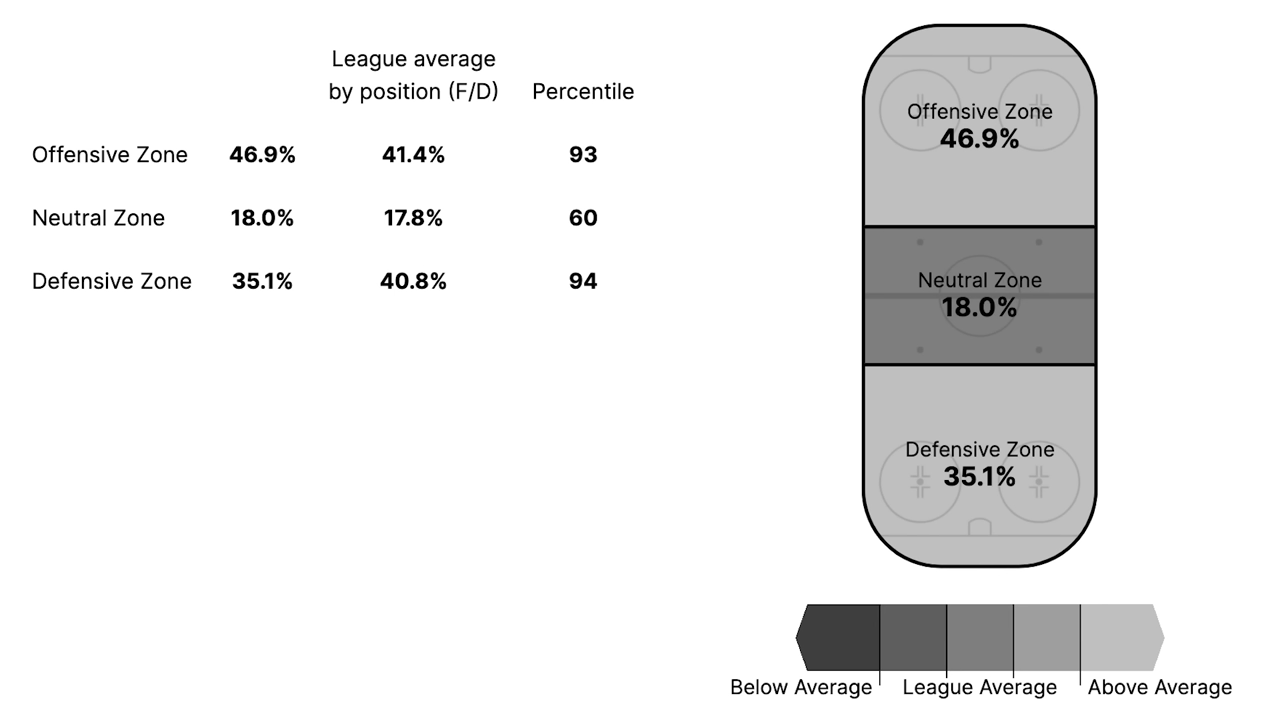 League average
by position (F/D) Percentile
Offensive Zone 46.9% 41.4% 93
Neutral Zone 18.0% 17.8% 60
Defensive Zone 35.1% 40.8% 94
Offensive Zone
46.9%
Neutral Zone
18.0%
Defensive Zone
35.1%
Below Average League Average Above Average